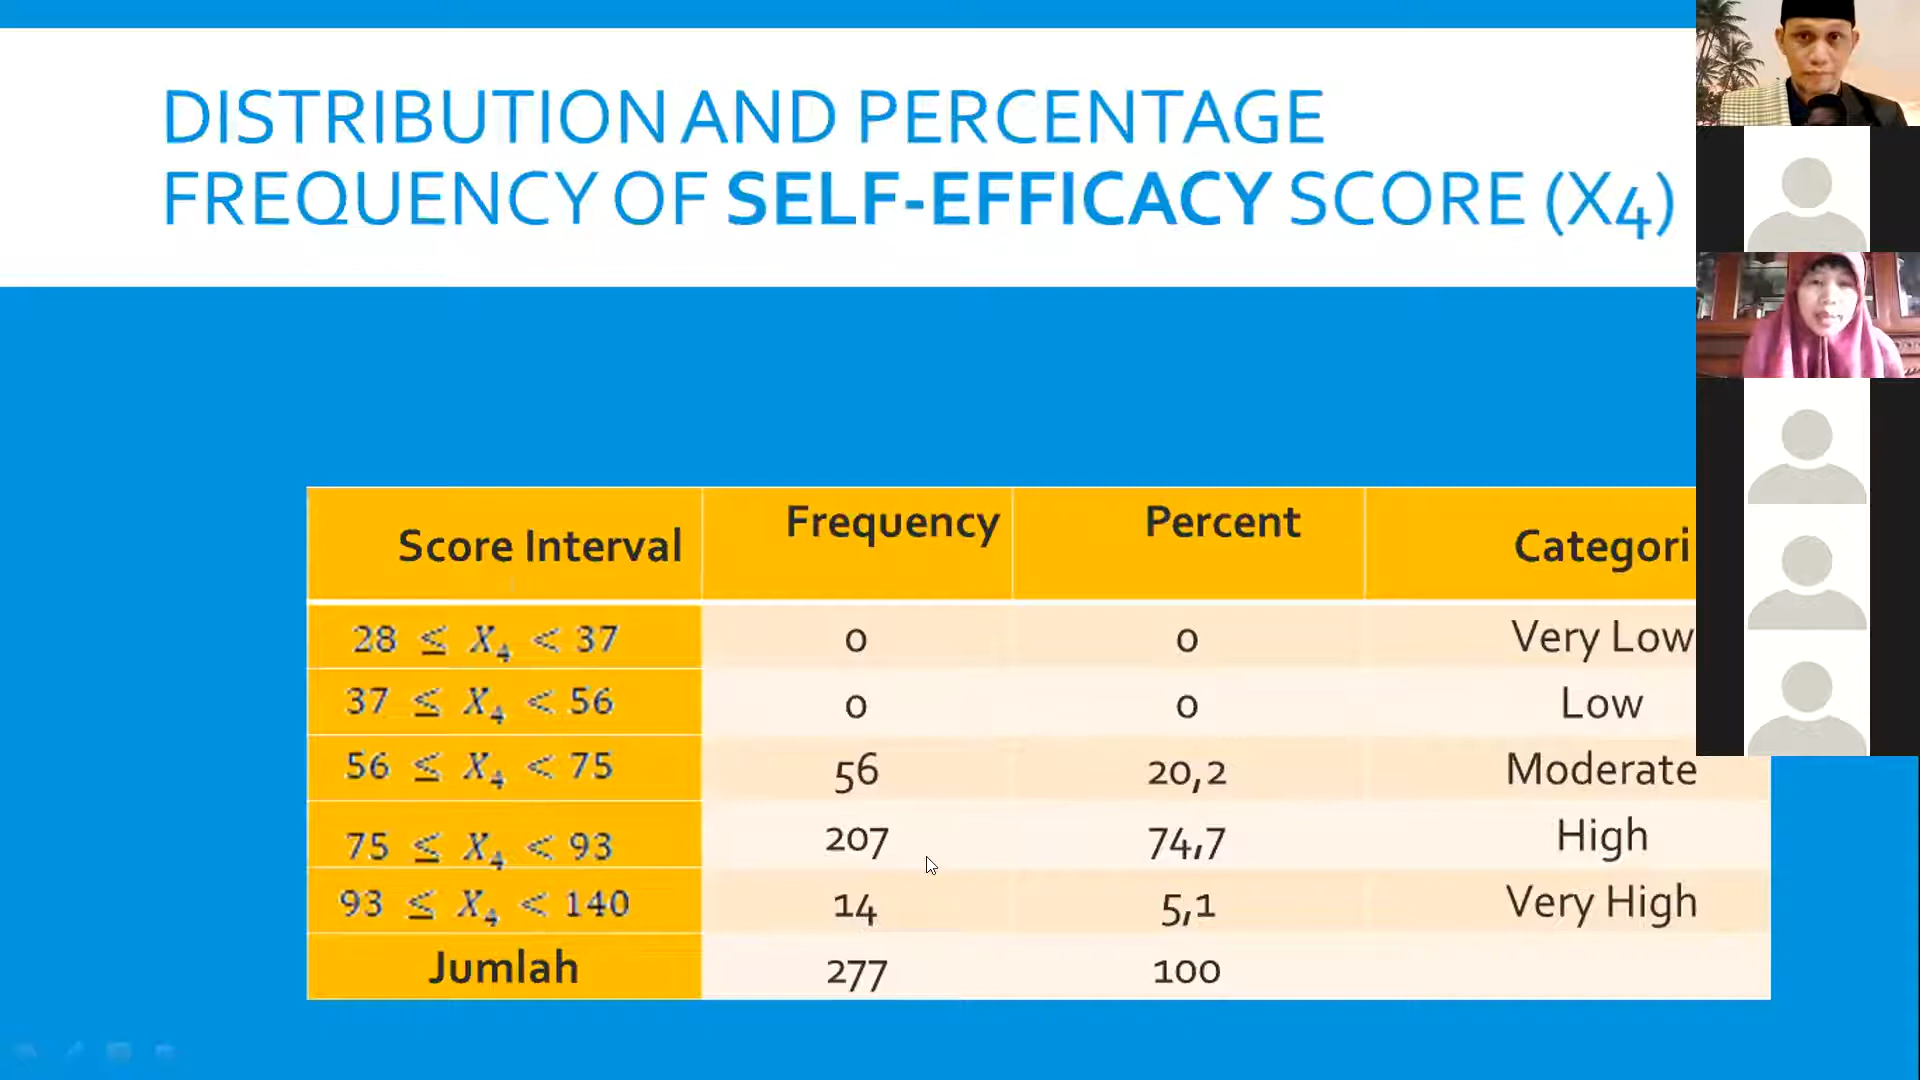 DISTRIBUTION AND PERCENTAGE
FREQUENCY OF SELF-EFFICACY SCORE (X4)
Score Interval Frequency Percent Categori
28 ≤ X₄ < 37 0 0 Very Low
37 ≤ X₄ < 56 0 0 Low
56 ≤ X₄ < 75 56 20,2 Moderate
75 ≤ X₄ < 93 207 74,7 High
93 ≤ X₄ < 140 14 5,1 Very High
Jumlah 277 100